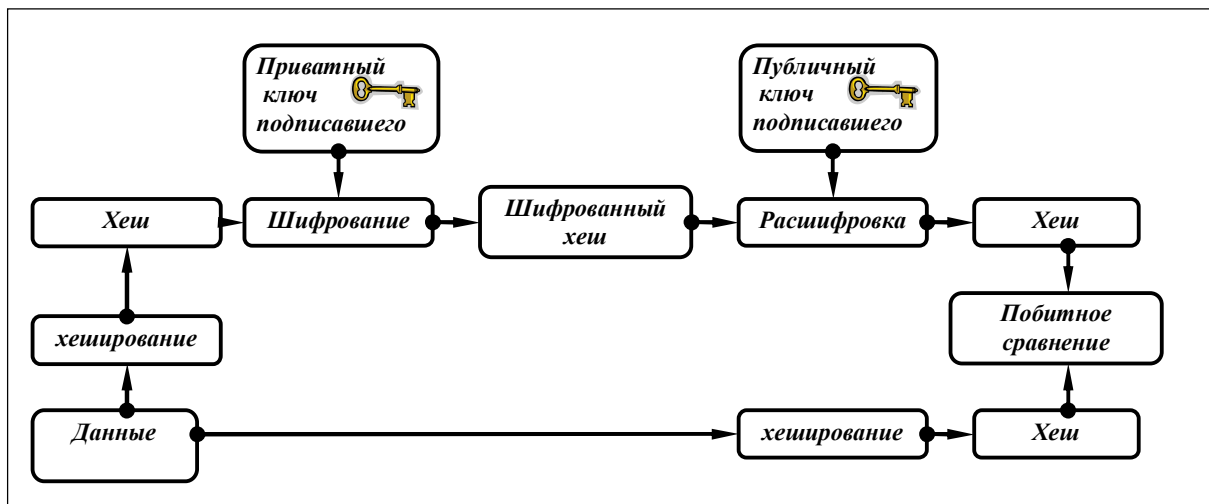 Приватный
ключ
подписавшего
Публичный
ключ
подписавшего
Хеш
Шифрование
Шифрованный
хеш
Расшифровка
Хеш
хеширование
Побитное
сравнение
Данные
хеширование
Хеш